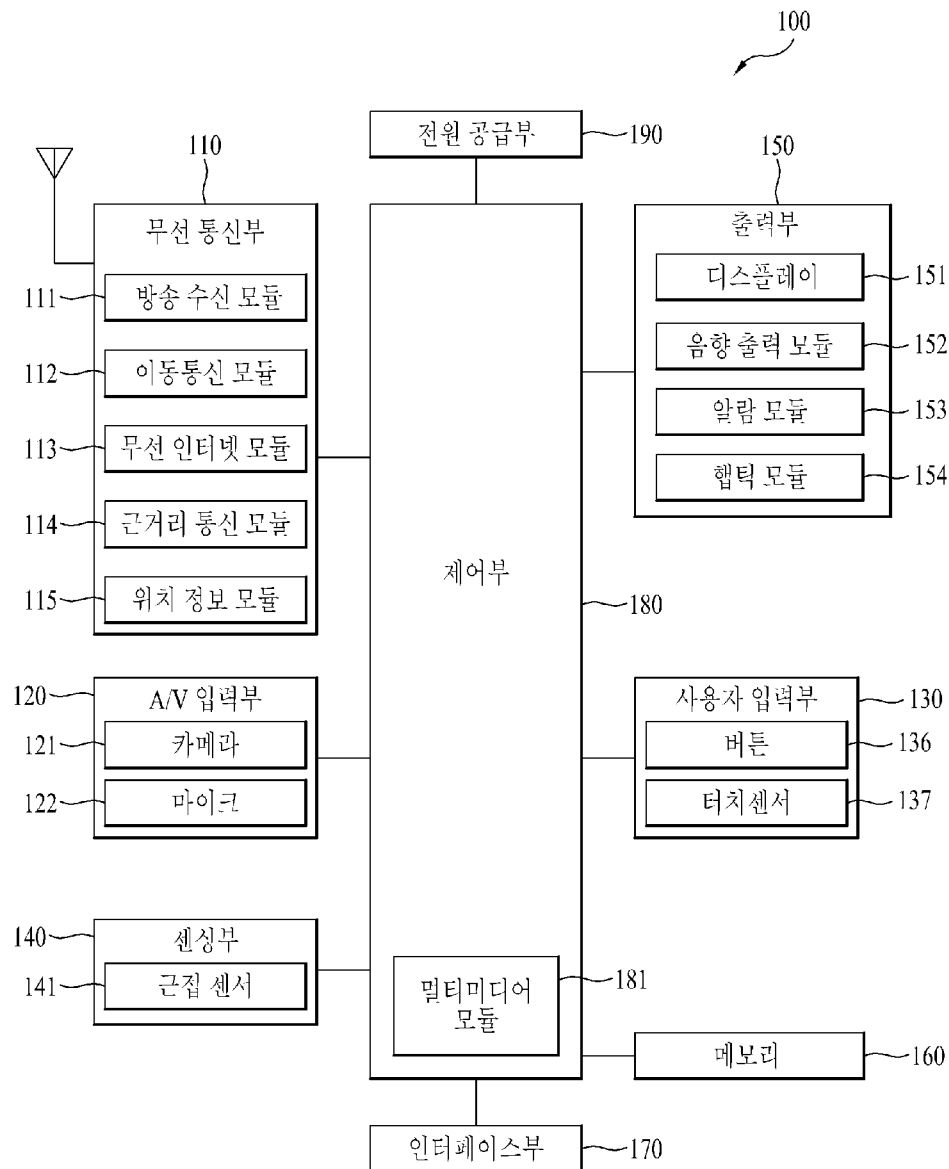 100
전원 공급부
190
110
무선 통신부
111
방송 수신 모듈
112
이동통신 모듈
113
무선 인터넷 모듈
114
근거리 통신 모듈
115
위치 정보 모듈
150
출력부
디스플레이
151
음향 출력 모듈
152
알람 모듈
153
햅틱 모듈
154
제어부
180
120
A/V 입력부
121
카메라
122
마이크
사용자 입력부
130
버튼
136
터치센서
137
140
센싱부
141
근접 센서
멀티미디어
모듈
181
메모리
160
인터페이스부
170